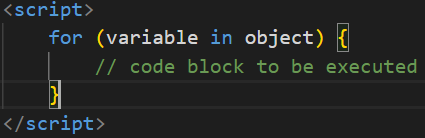 <script>
    for (variable in object) {
        // code block to be executed
    }
</script>